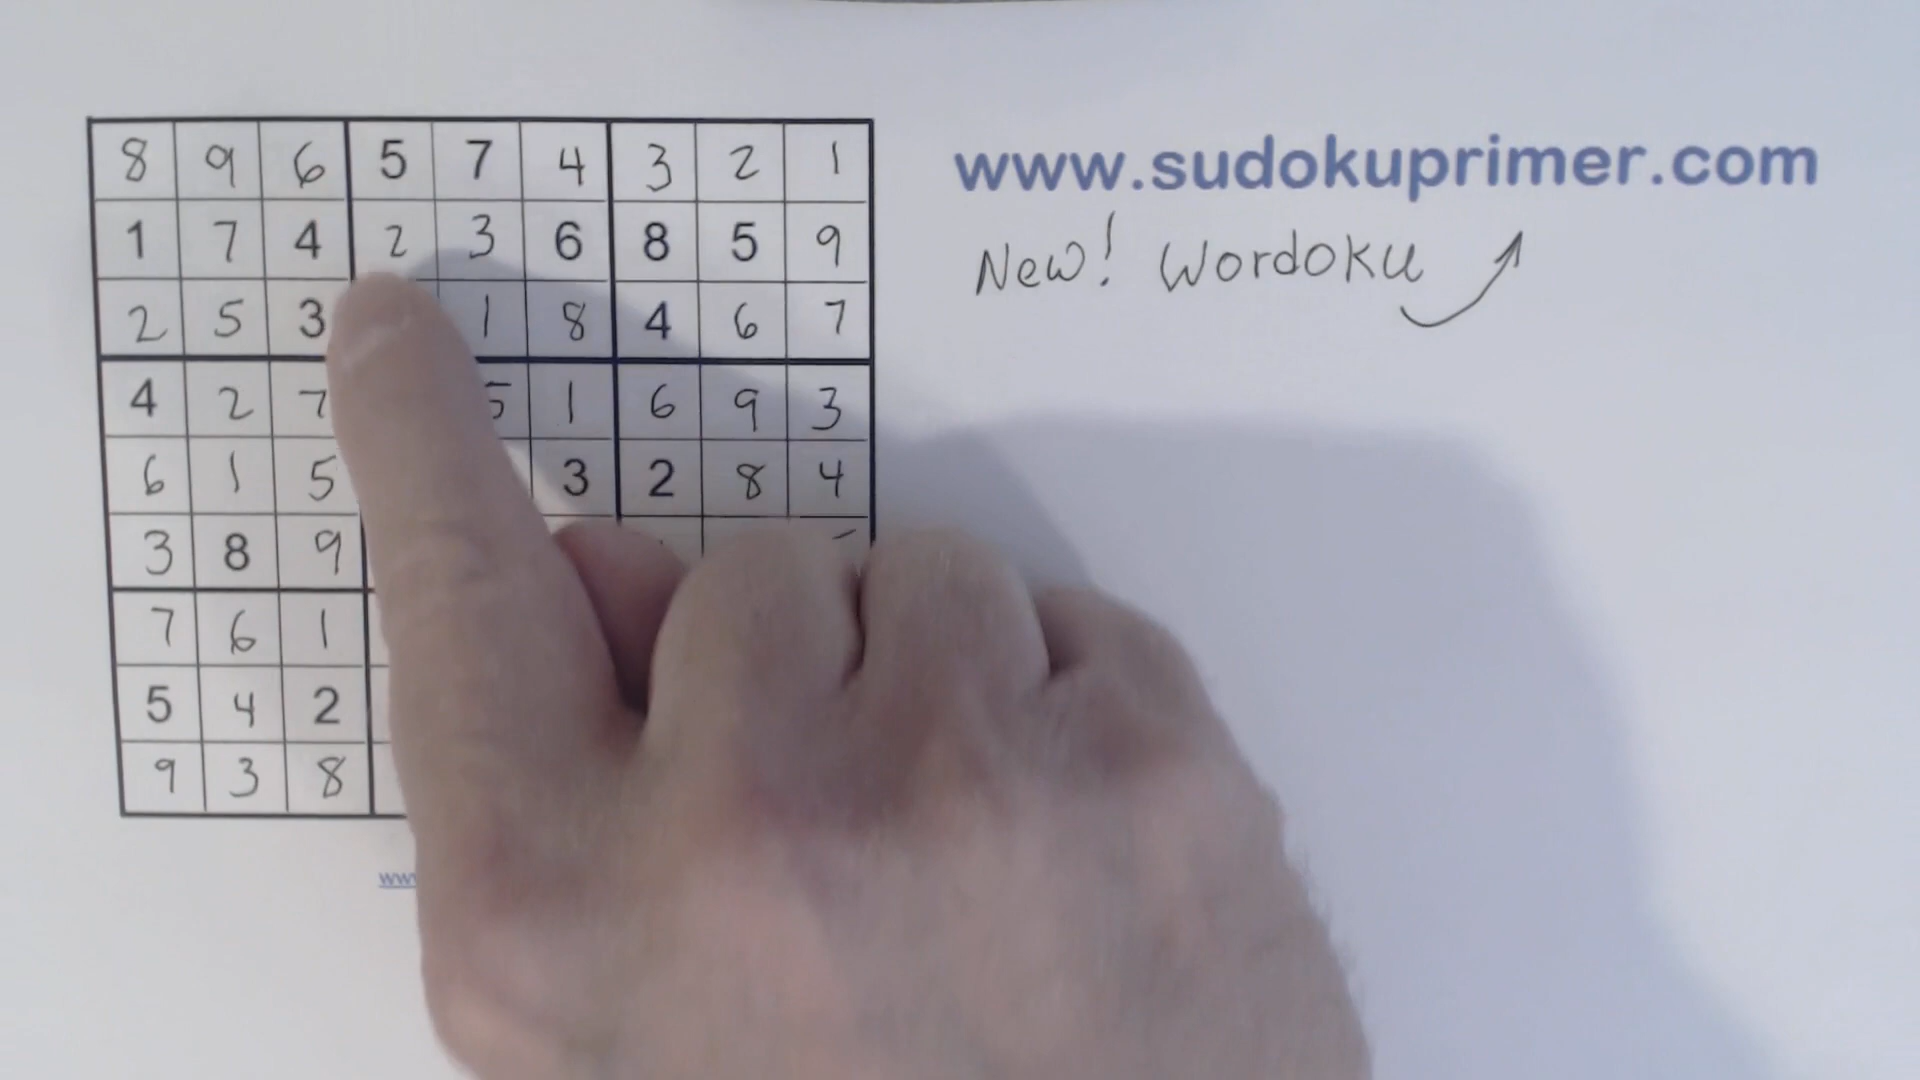 8 9 6 5 7 4 3 2 1
1 7 4 2 3 6 8 5 9
2 5 3 1 8 4 6 7
4 2 7 5 1 6 9 3
6 1 5 3 2 8 4
3 8 9
7 6 1
5 4 2
9 3 8
www.sudokuprimer.com
New! Wordoku